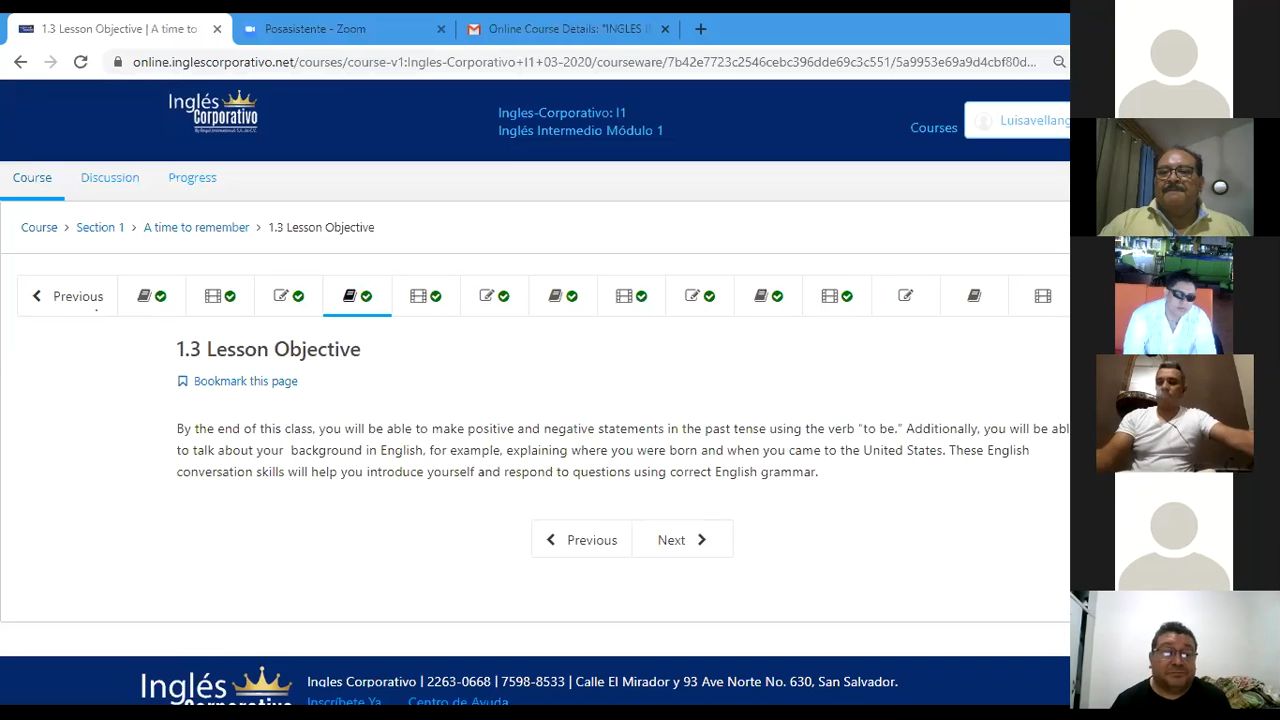 1.3 Lesson Objective | A time to
Posasistente - Zoom
Online Course Details: "INGLES I
online.inglescorporativo.net/courses/course-v1:Ingles-Corporativo+I1+03-2020/courseware/7b42e7723c2546cebc396dde69c3c551/5a9953e69a9d4cbf80d...
Inglés
Corporativo
Ingles-Corporativo: I1
Inglés Intermedio Módulo 1
Courses
Luisavellan
Course
Discussion
Progress
Course > Section 1 > A time to remember > 1.3 Lesson Objective
Previous
1.3 Lesson Objective
Bookmark this page
By the end of this class, you will be able to make positive and negative statements in the past tense using the verb “to be.” Additionally, you will be abl
to talk about your background in English, for example, explaining where you were born and when you came to the United States. These English
conversation skills will help you introduce yourself and respond to questions using correct English grammar.
Previous
Next
Inglés
Corporativo
Ingles Corporativo | 2263-0668 | 7598-8533 | Calle El Mirador y 93 Ave Norte No. 630, San Salvador.
Inscríbete Ya
Centro de Ayuda